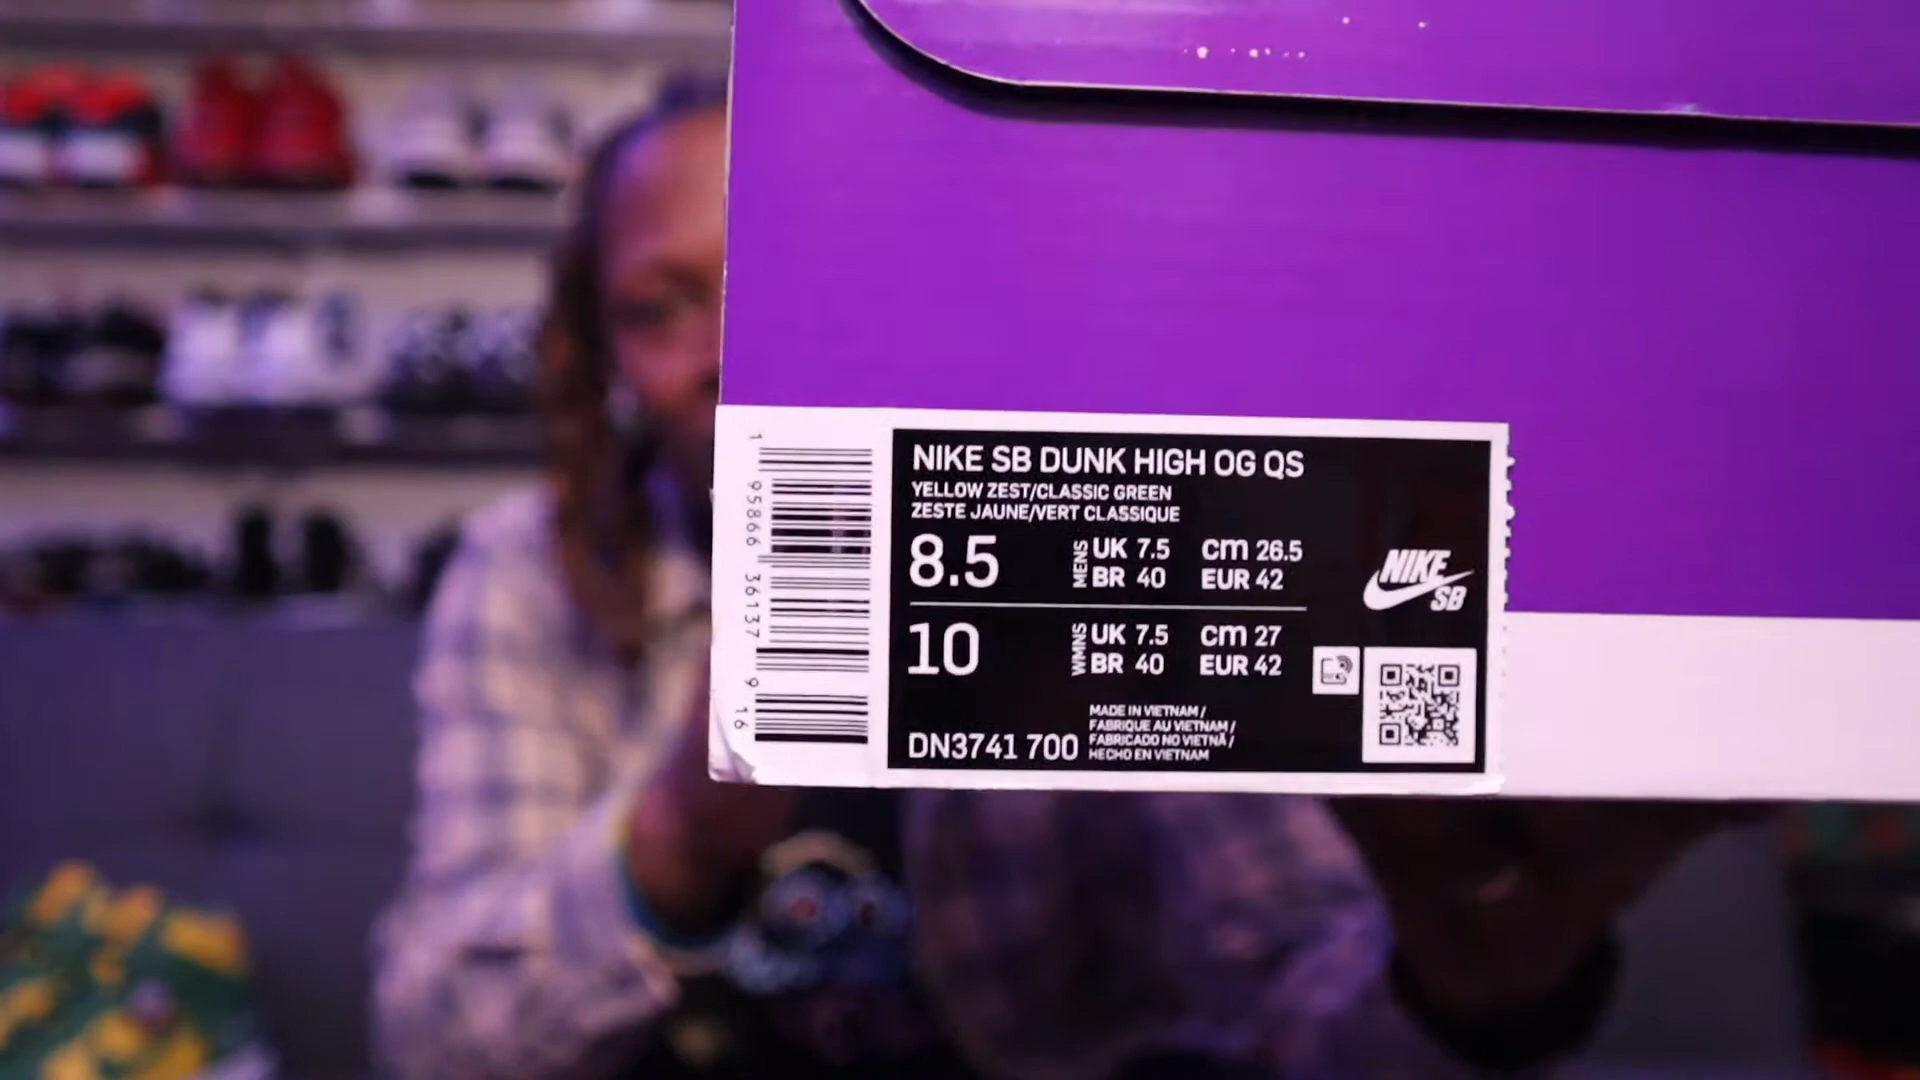 NIKE SB DUNK HIGH OG QS
YELLOW ZEST/CLASSIC GREEN
ZESTE JAUNE/VERT CLASSIQUE
8.5 MENS UK 7.5 cm 26.5
BR 40 EUR 42
10 WMNS UK 7.5 cm 27
BR 40 EUR 42
NIKE
SB
DN3741 700
MADE IN VIETNAM /
FABRIQUE AU VIETNAM /
FABRICADO NO VIETNÃ /
HECHO EN VIETNAM
1 95866 36137 9 16